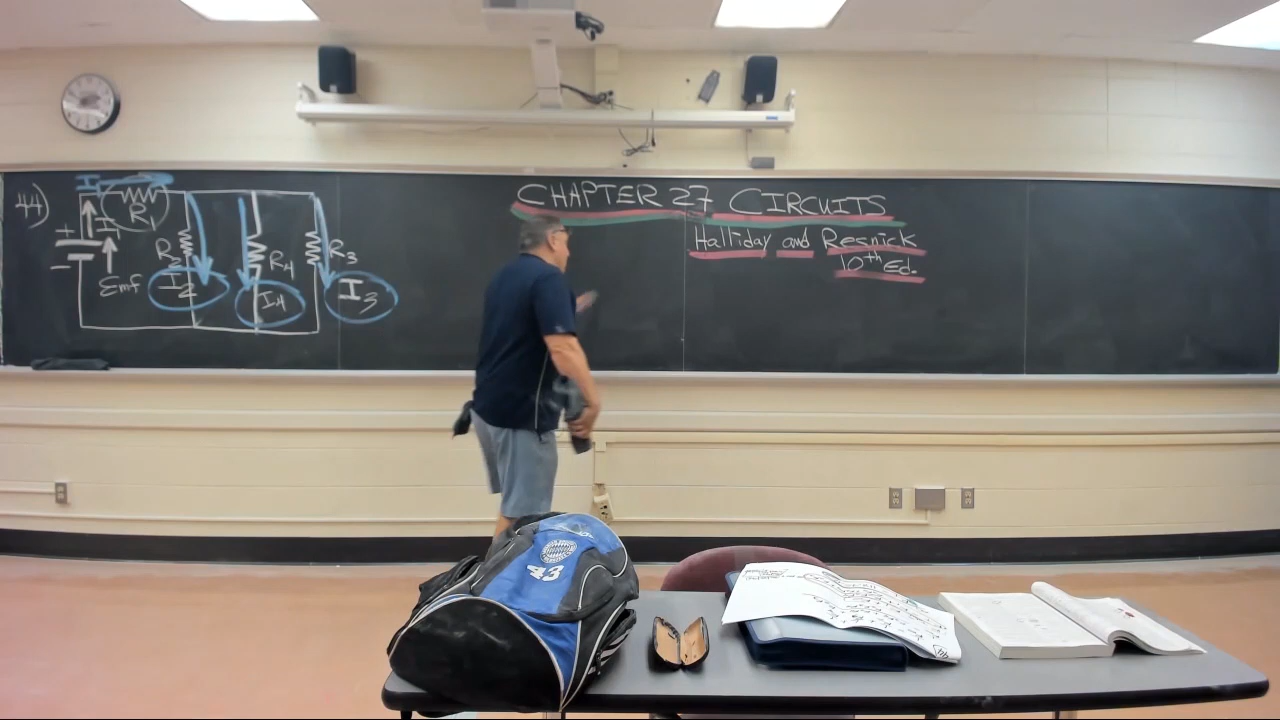 44)
I1
R1
+
I1
R2
R4
R3
−
Emf
I2
I4
I3
CHAPTER 27 CIRCUITS
Halliday and Resnick
10th Ed.
43